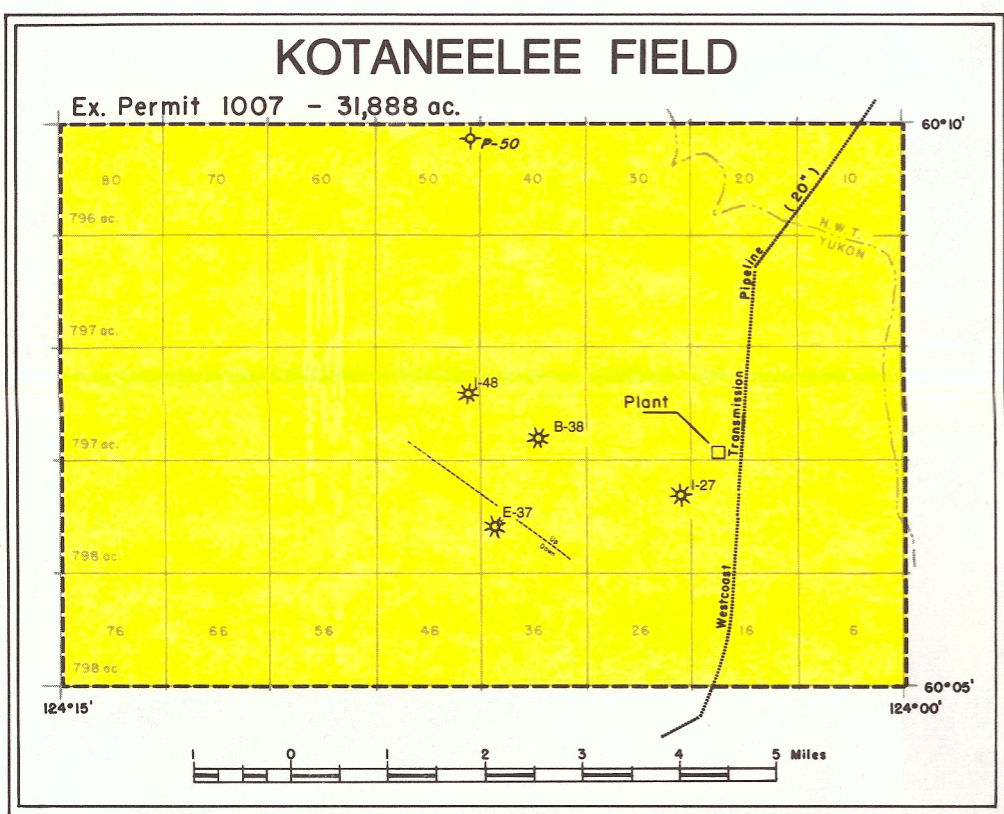 KOTANEELEE FIELD
Ex. Permit 1007 - 31,888 ac.
60°10'
P-50
80 70 60 50 40 30 20 10
(20")
796 ac.
N.W.T.
YUKON
Pipeline
797 ac.
I-48
Transmission
Plant
B-38
797 ac.
I-27
E-37
Up
Down
798 ac.
Westcoast
76 66 56 46 36 26 16 6
798 ac
60°05'
124°15' 124°00'
1 0 1 2 3 4 5 Miles